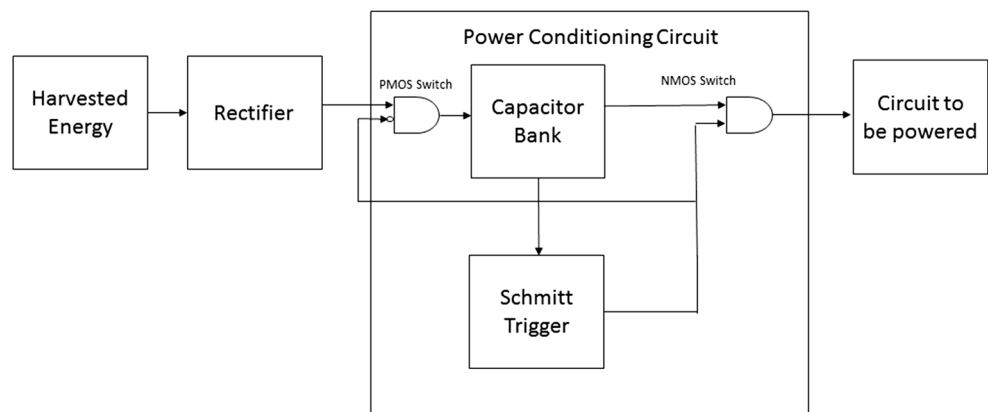 Power Conditioning Circuit
Harvested
Energy
Rectifier
PMOS Switch
Capacitor
Bank
NMOS Switch
Circuit to
be powered
Schmitt
Trigger